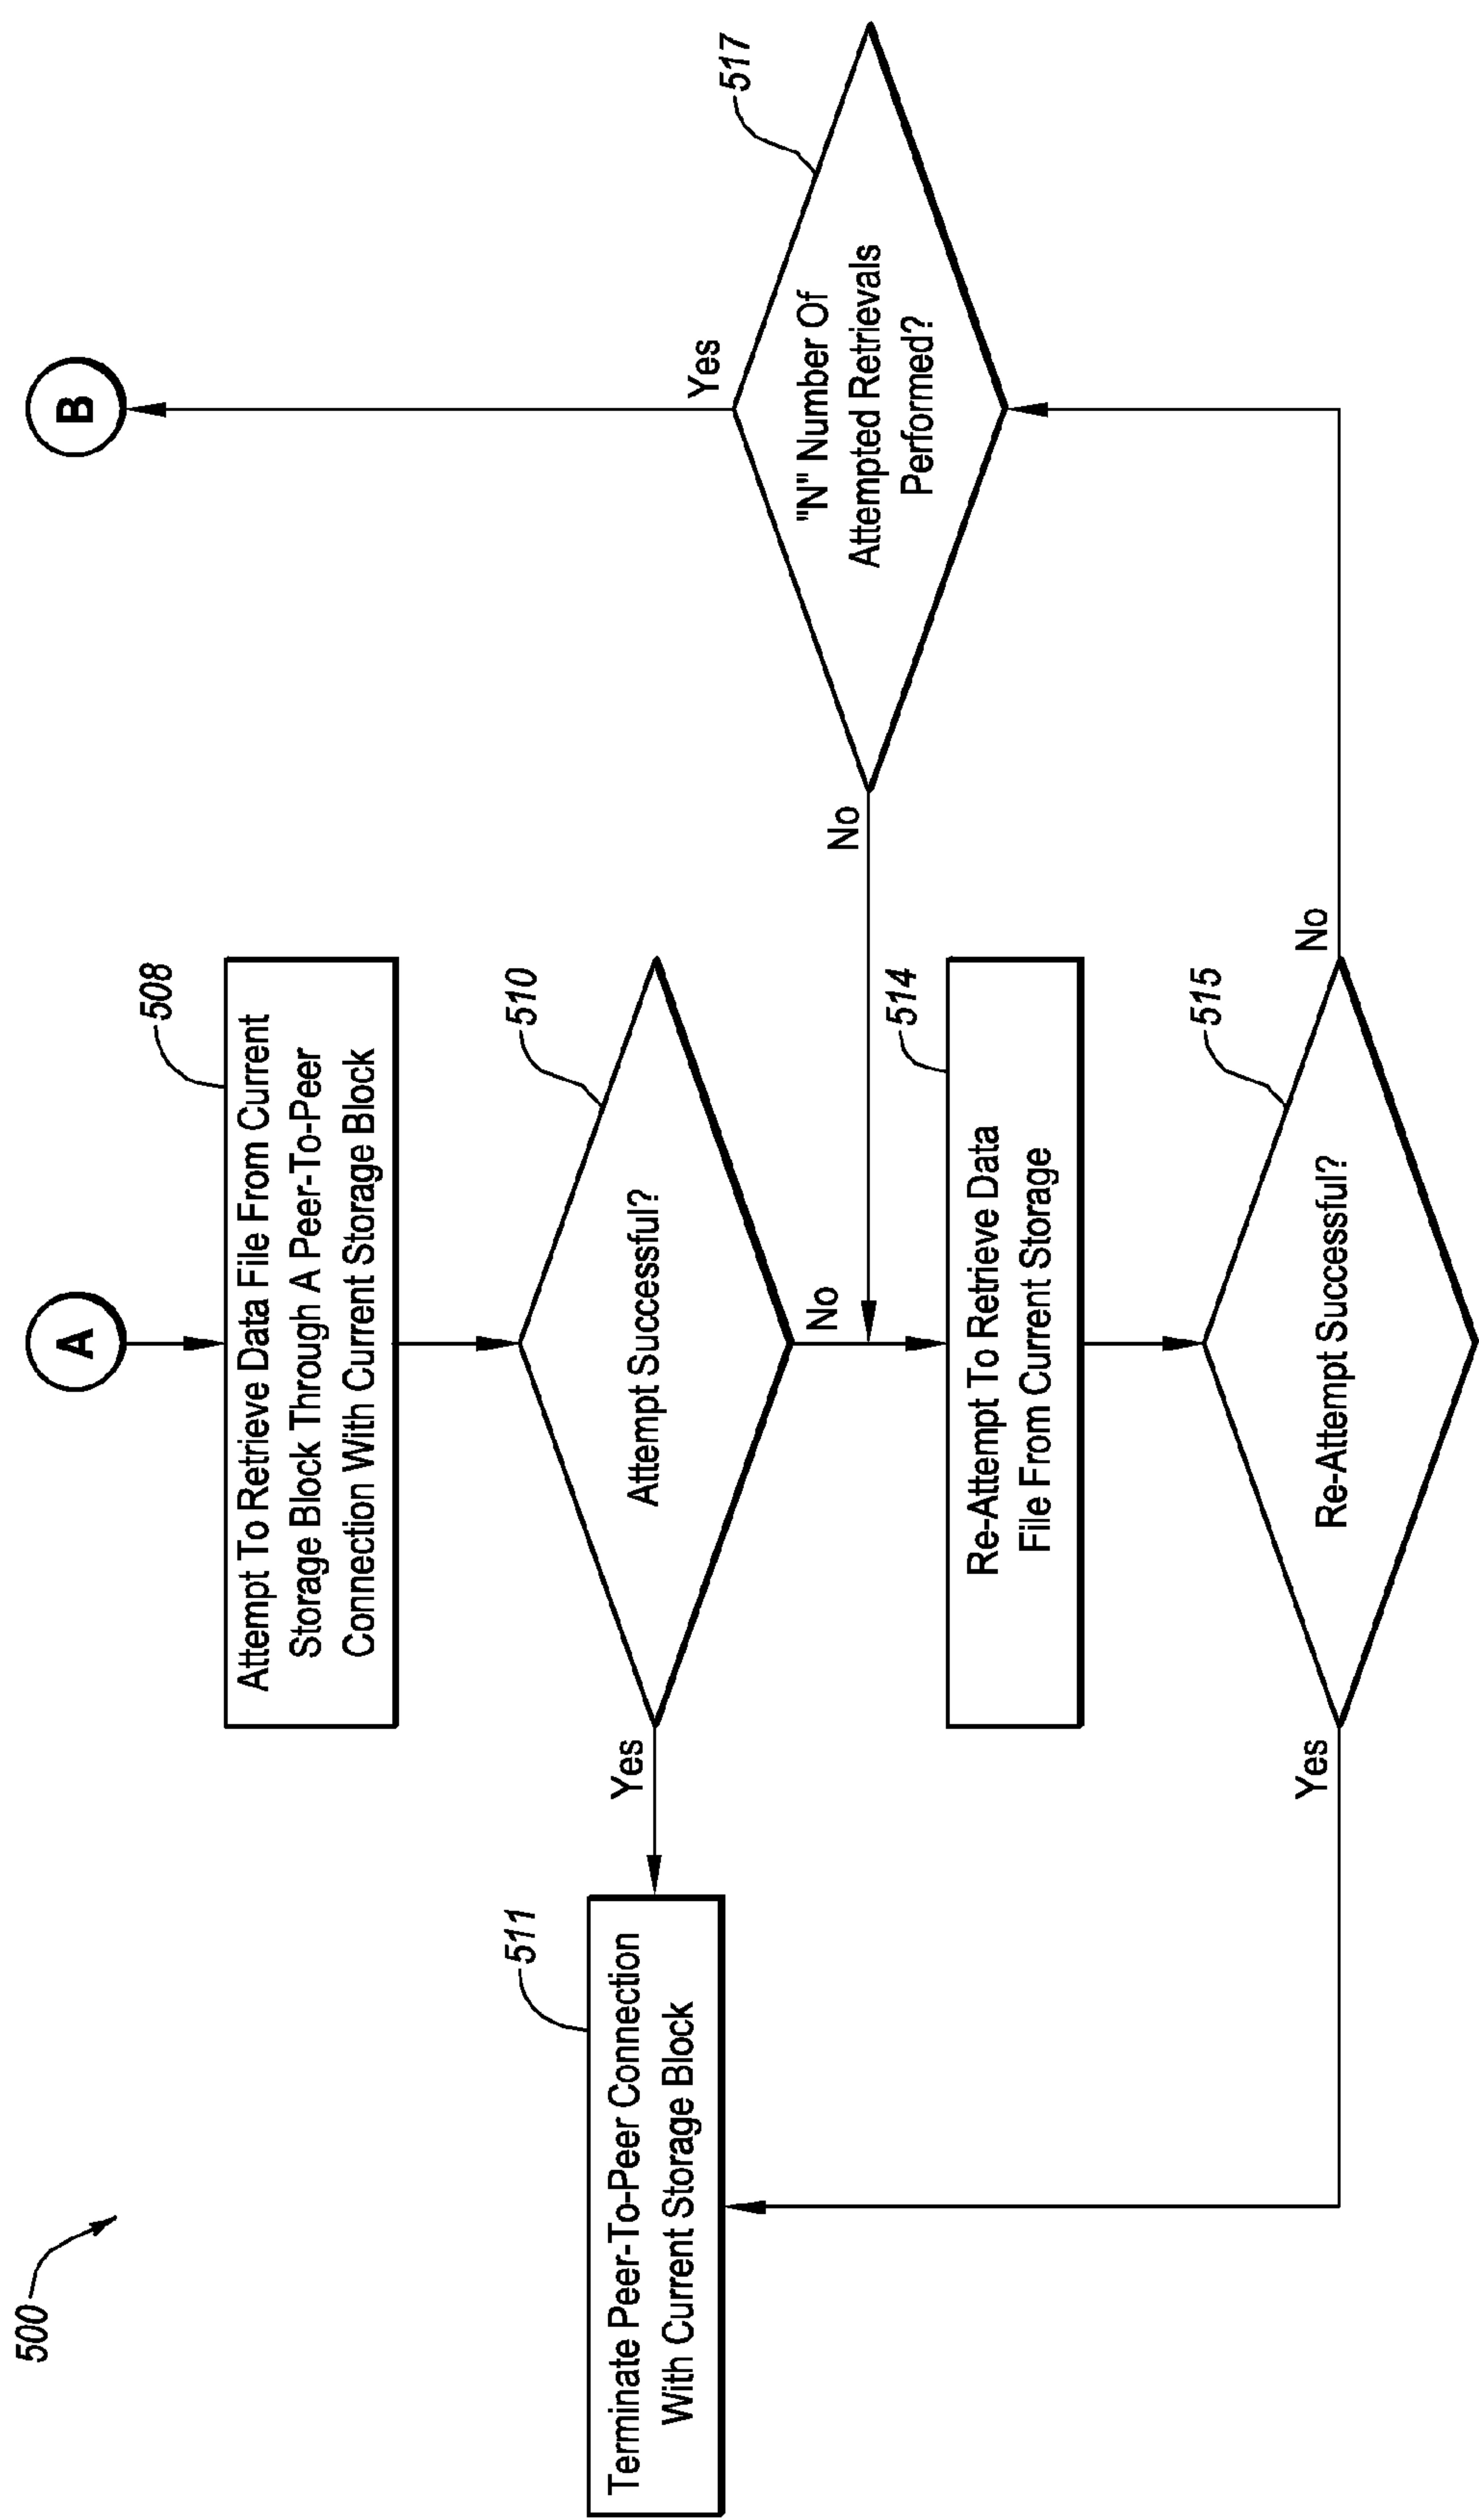 500
A
B
508
Attempt To Retrieve Data File From Current
Storage Block Through A Peer-To-Peer
Connection With Current Storage Block
511
Terminate Peer-To-Peer Connection
With Current Storage Block
Yes
510
Attempt Successful?
No
Yes
517
"N" Number Of
Attempted Retrievals
Performed?
No
514
Re-Attempt To Retrieve Data
File From Current Storage
Yes
515
Re-Attempt Successful?
No